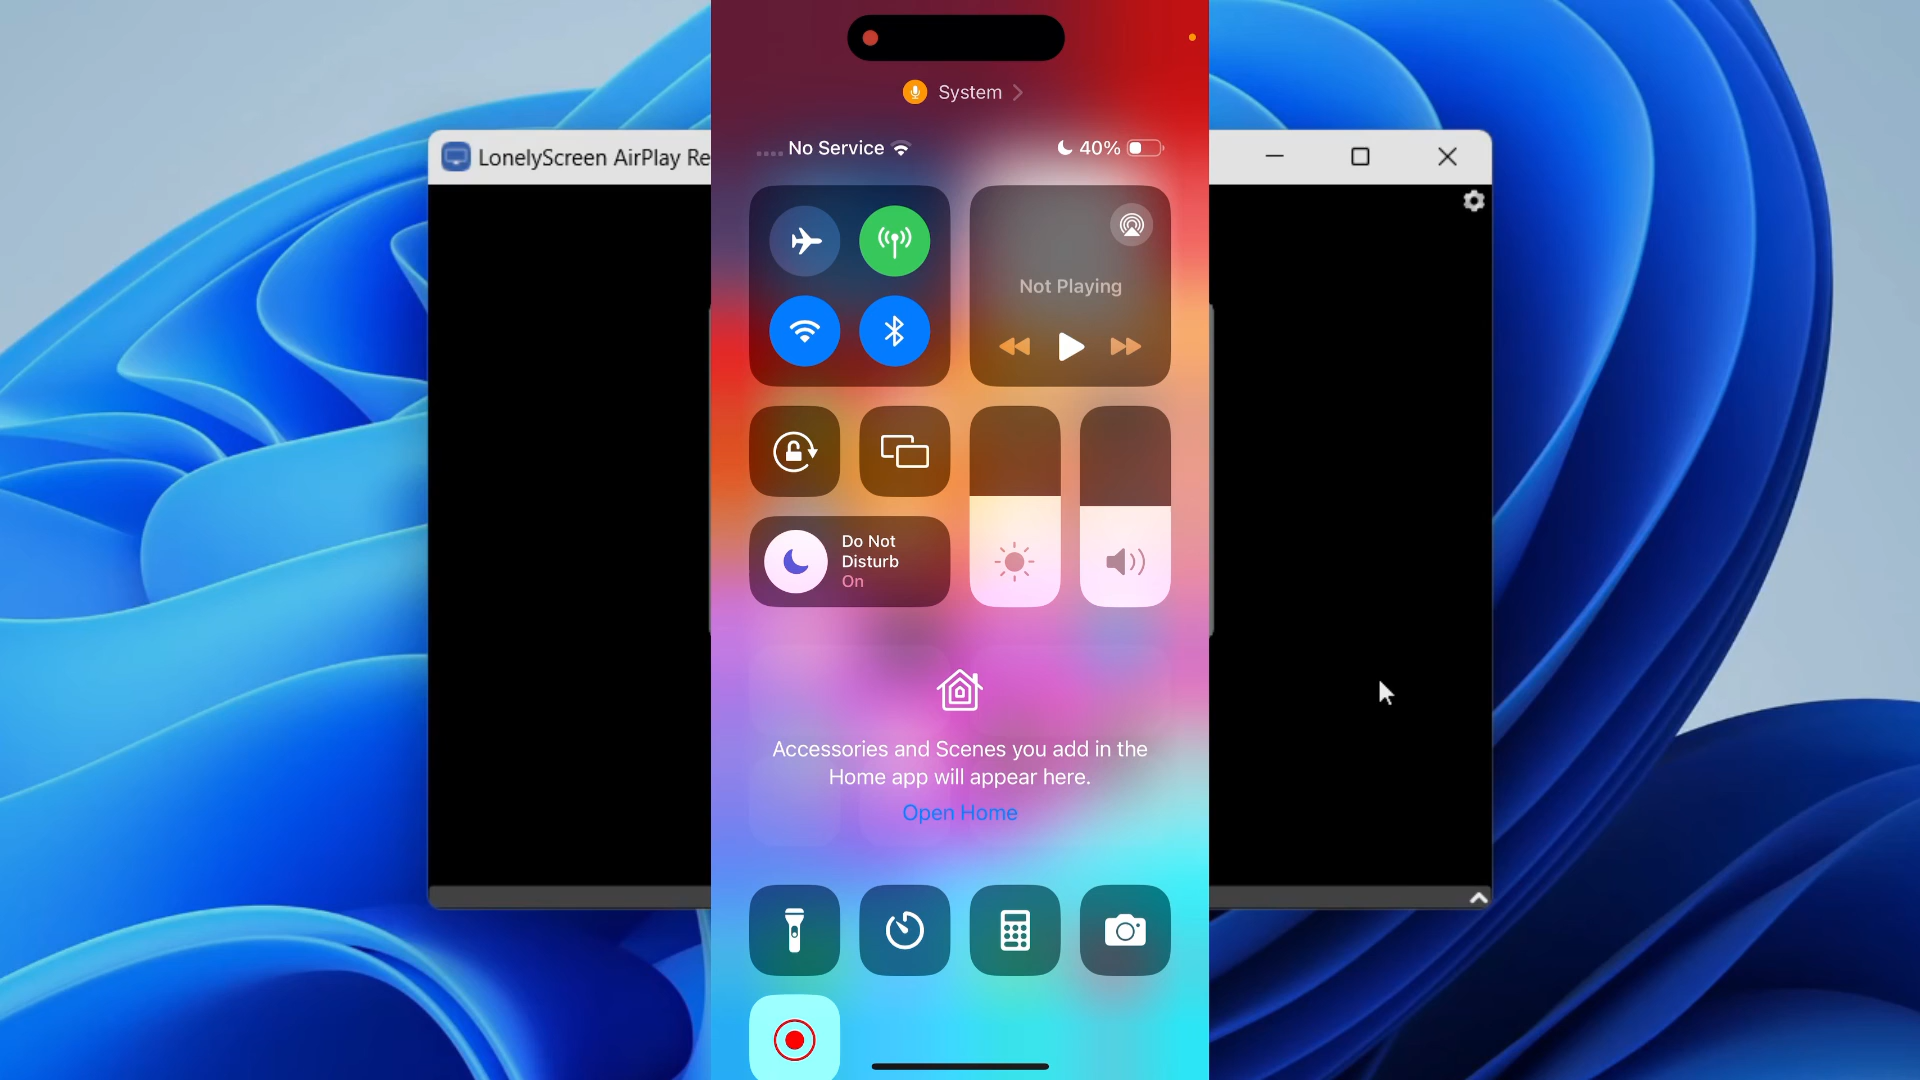 System
LonelyScreen AirPlay Re
No Service
40%
Not Playing
Do Not
Disturb
On
Accessories and Scenes you add in the
Home app will appear here.
Open Home